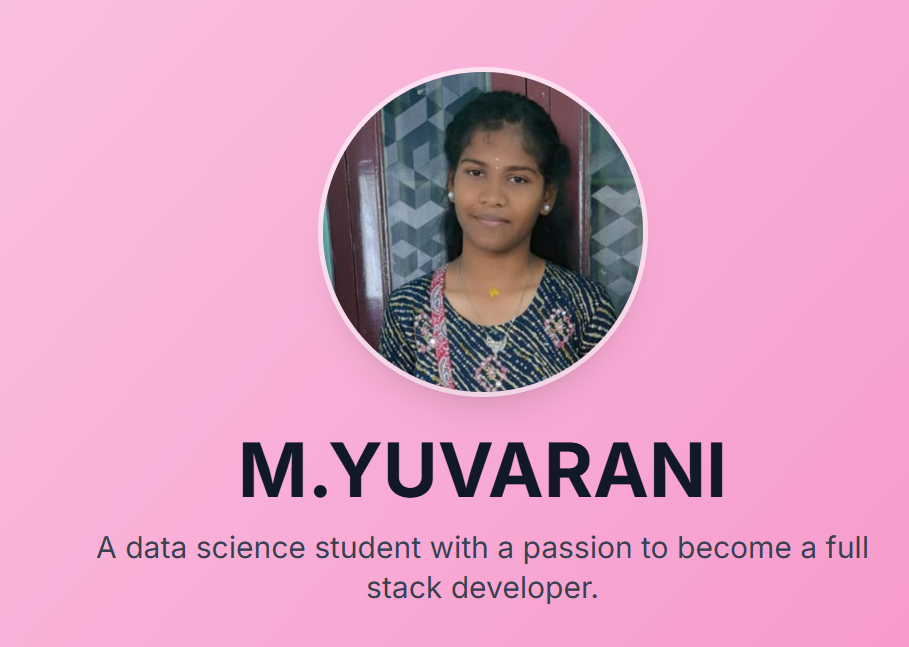 M.YUVARANI
A data science student with a passion to become a full
stack developer.